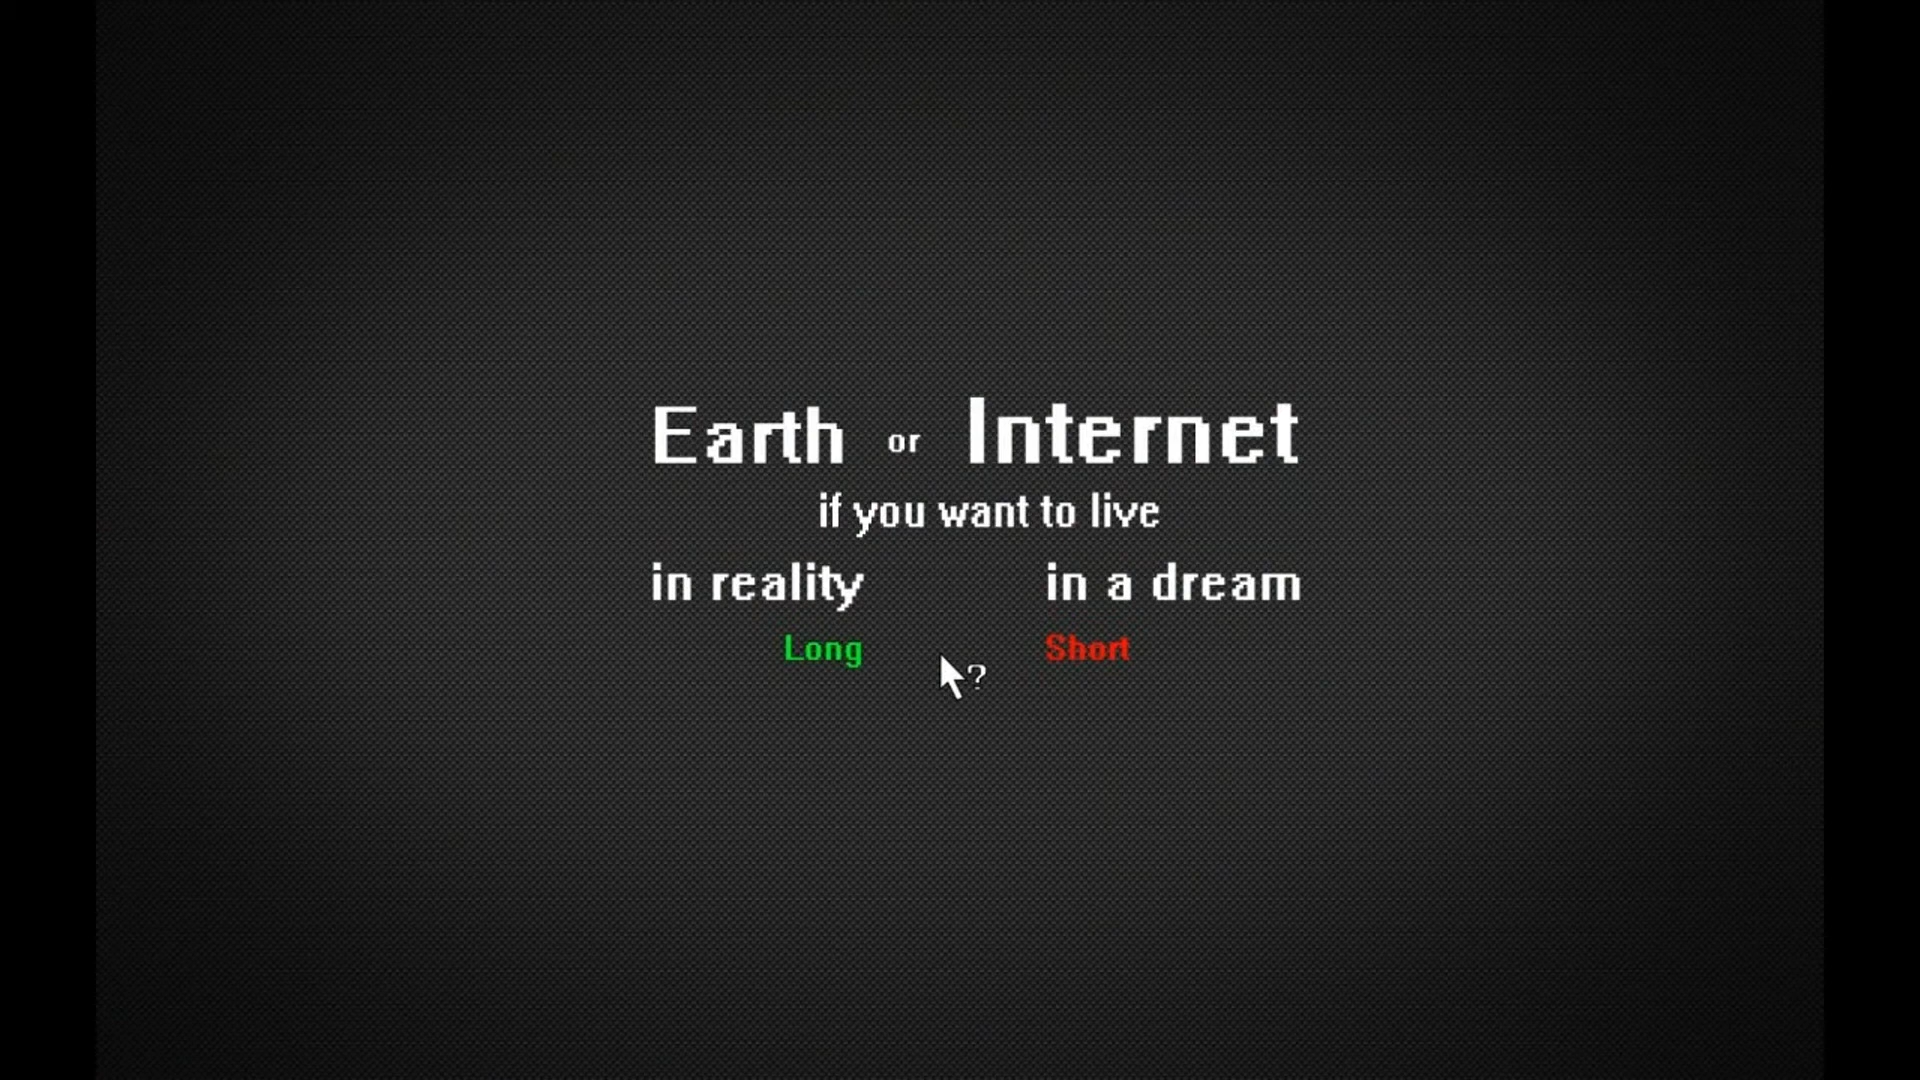 Earth or Internet
if you want to live
in reality in a dream
Long Short
?